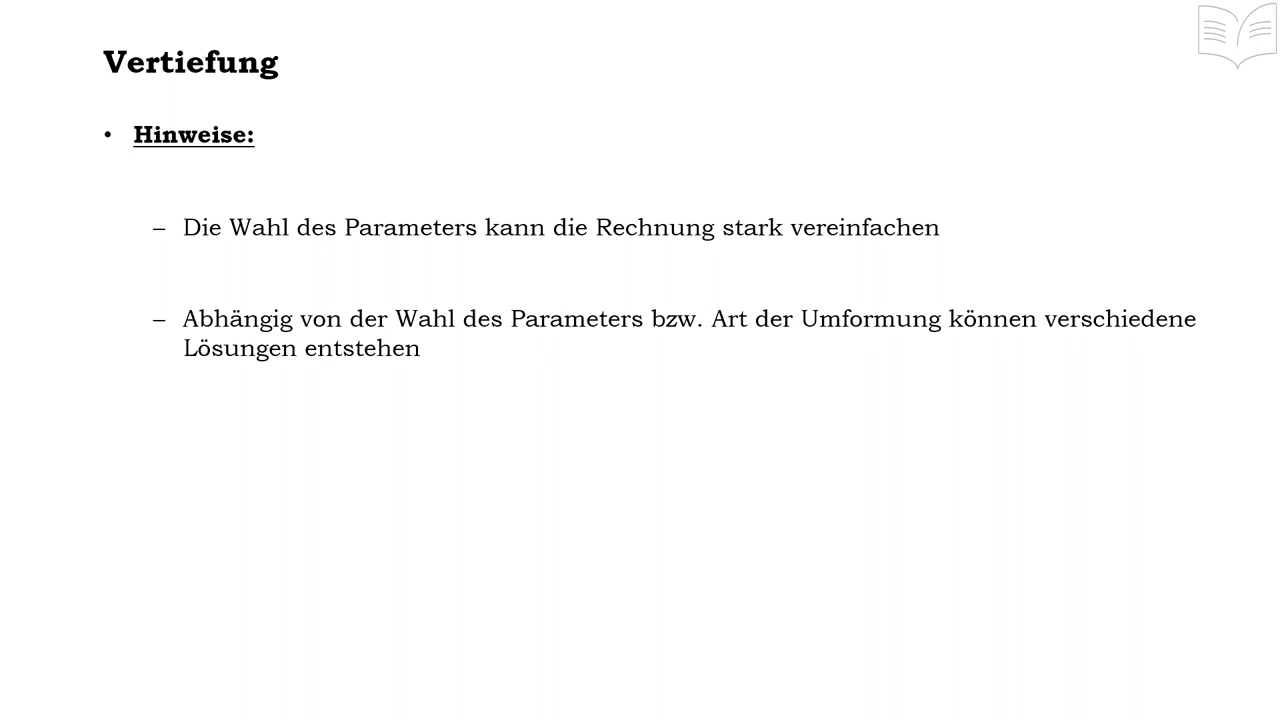 Vertiefung
• Hinweise:
– Die Wahl des Parameters kann die Rechnung stark vereinfachen
– Abhängig von der Wahl des Parameters bzw. Art der Umformung können verschiedene
Lösungen entstehen